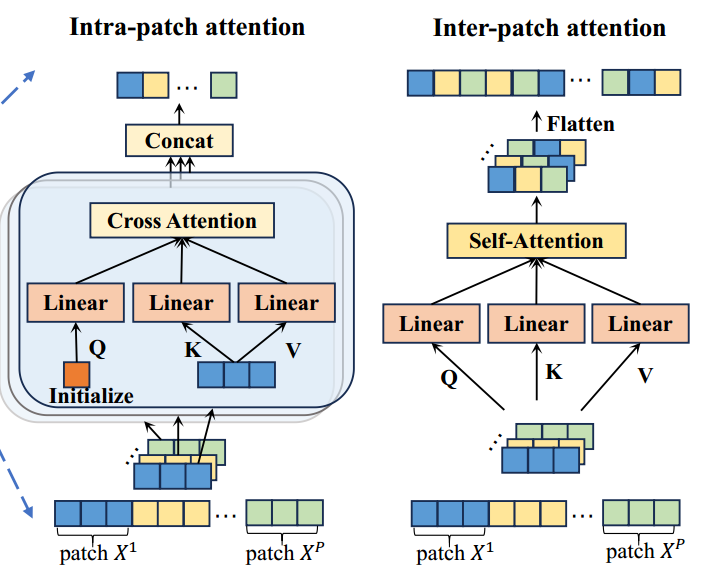 Intra-patch attention
Concat
Cross Attention
Linear Linear Linear
Q K V
Initialize
...
...
patch X¹ patch Xᴾ
Inter-patch attention
...
Flatten
...
Self-Attention
Linear Linear Linear
Q K V
...
...
patch X¹ patch Xᴾ